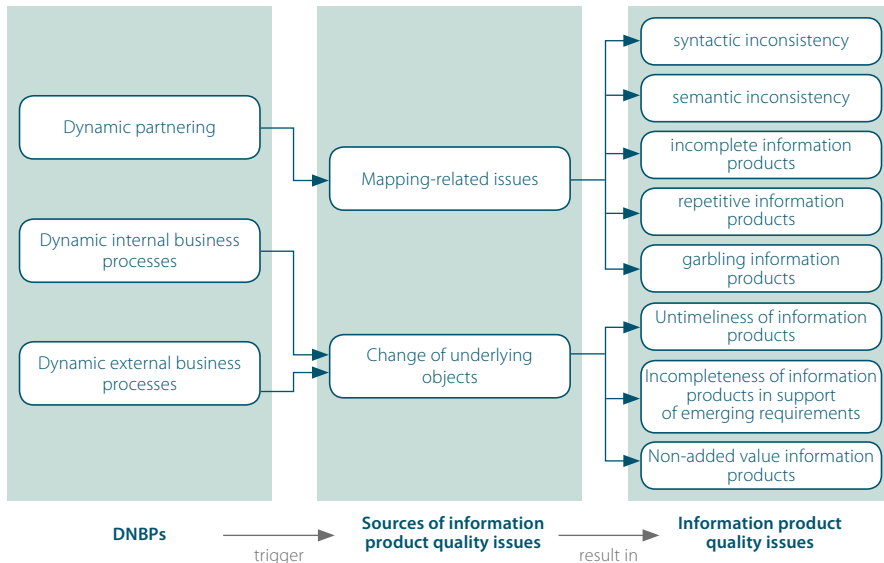 Dynamic partnering
Dynamic internal business
processes
Dynamic external business
processes
Mapping-related issues
Change of underlying
objects
syntactic inconsistency
semantic inconsistency
incomplete information
products
repetitive information
products
garbling information
products
Untimeliness of information
products
Incompleteness of information
products in support
of emerging requirements
Non-added value information
products
DNBPs
trigger
Sources of information
product quality issues
result in
Information product
quality issues